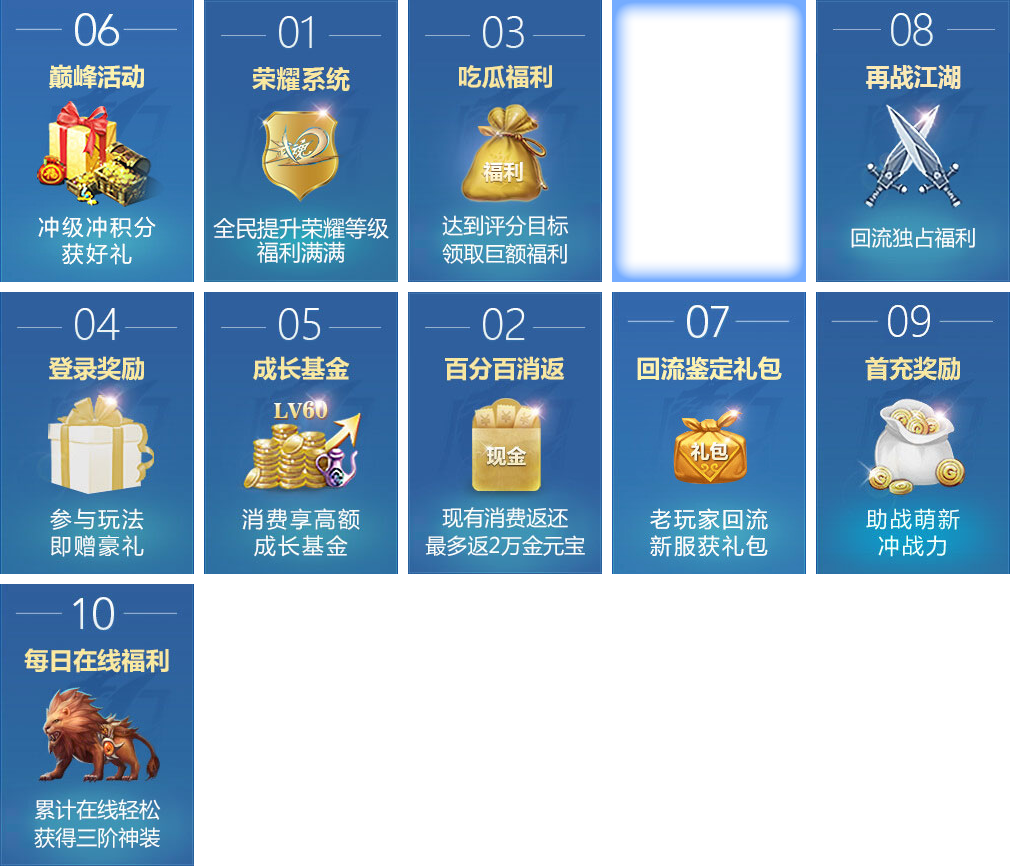 06
巅峰活动
冲级冲积分
获好礼
01
荣耀系统
武魂
全民提升荣耀等级
福利满满
03
吃瓜福利
福利
达到评分目标
领取巨额福利
08
再战江湖
回流独占福利
04
登录奖励
参与玩法
即赠豪礼
05
成长基金
LV60
消费享高额
成长基金
02
百分百消返
现金
现有消费返还
最多返2万金元宝
07
回流鉴定礼包
礼包
老玩家回流
新服获礼包
09
首充奖励
助战萌新
冲战力
10
每日在线福利
累计在线轻松
获得三阶神装